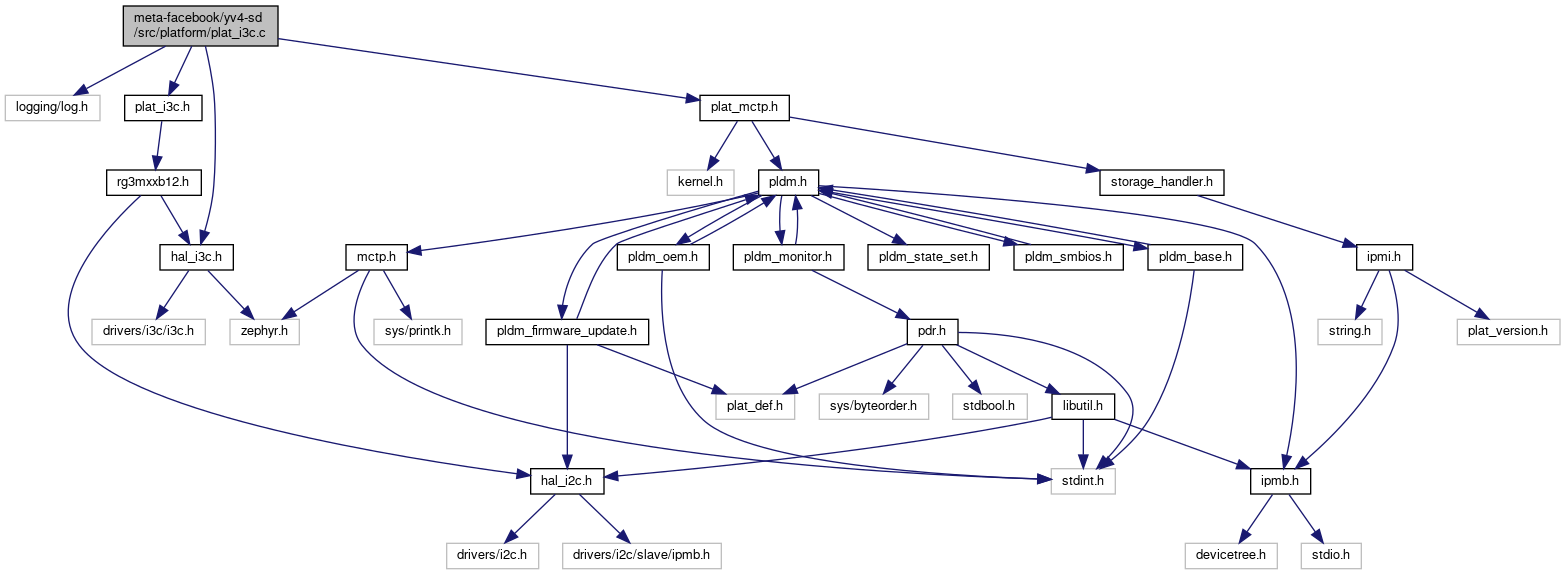 meta-facebook/yv4-sd
/src/platform/plat_i3c.c
logging/log.h
plat_i3c.h
plat_mctp.h
rg3mxxb12.h
kernel.h
pldm.h
storage_handler.h
hal_i3c.h
mctp.h
pldm_oem.h
pldm_monitor.h
pldm_state_set.h
pldm_smbios.h
pldm_base.h
ipmi.h
drivers/i3c/i3c.h
zephyr.h
sys/printk.h
pldm_firmware_update.h
pdr.h
string.h
plat_version.h
plat_def.h
sys/byteorder.h
stdbool.h
libutil.h
hal_i2c.h
stdint.h
ipmb.h
drivers/i2c.h
drivers/i2c/slave/ipmb.h
devicetree.h
stdio.h